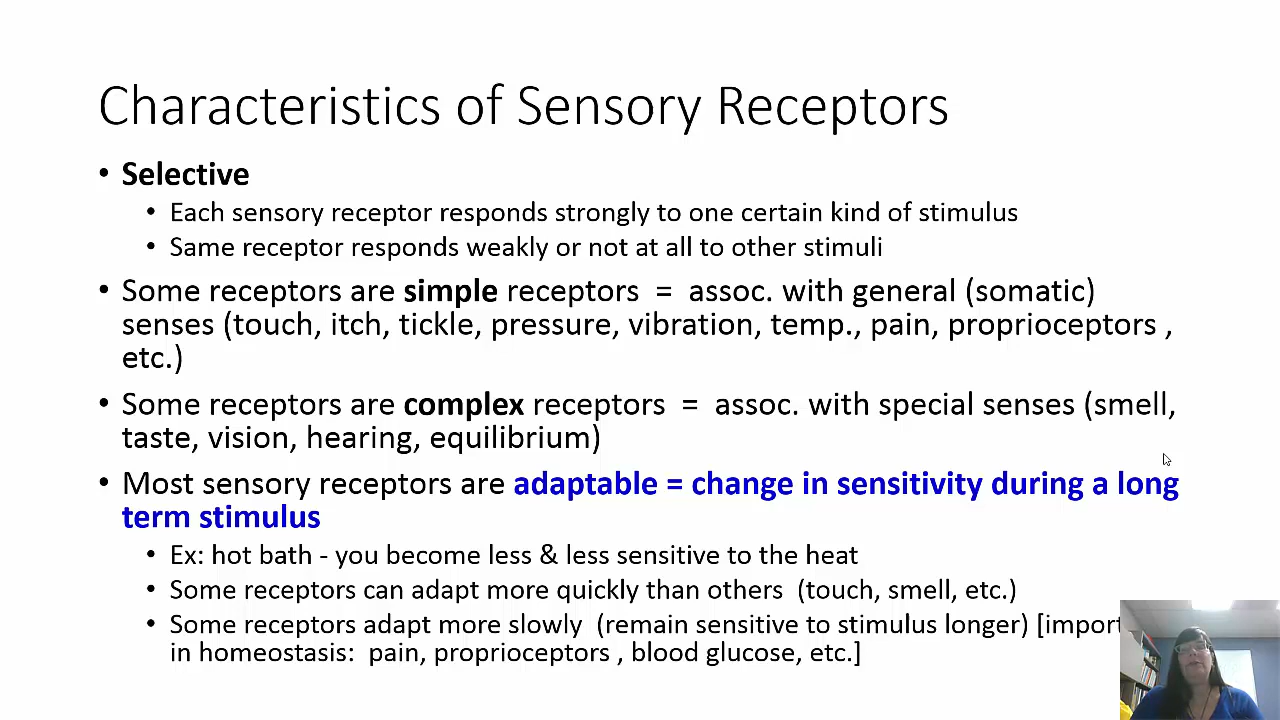 Characteristics of Sensory Receptors
• Selective
• Each sensory receptor responds strongly to one certain kind of stimulus
• Same receptor responds weakly or not at all to other stimuli
• Some receptors are simple receptors = assoc. with general (somatic)
senses (touch, itch, tickle, pressure, vibration, temp., pain, proprioceptors ,
etc.)
• Some receptors are complex receptors = assoc. with special senses (smell,
taste, vision, hearing, equilibrium)
• Most sensory receptors are adaptable = change in sensitivity during a long
term stimulus
• Ex: hot bath - you become less & less sensitive to the heat
• Some receptors can adapt more quickly than others (touch, smell, etc.)
• Some receptors adapt more slowly (remain sensitive to stimulus longer) [import
in homeostasis: pain, proprioceptors , blood glucose, etc.]